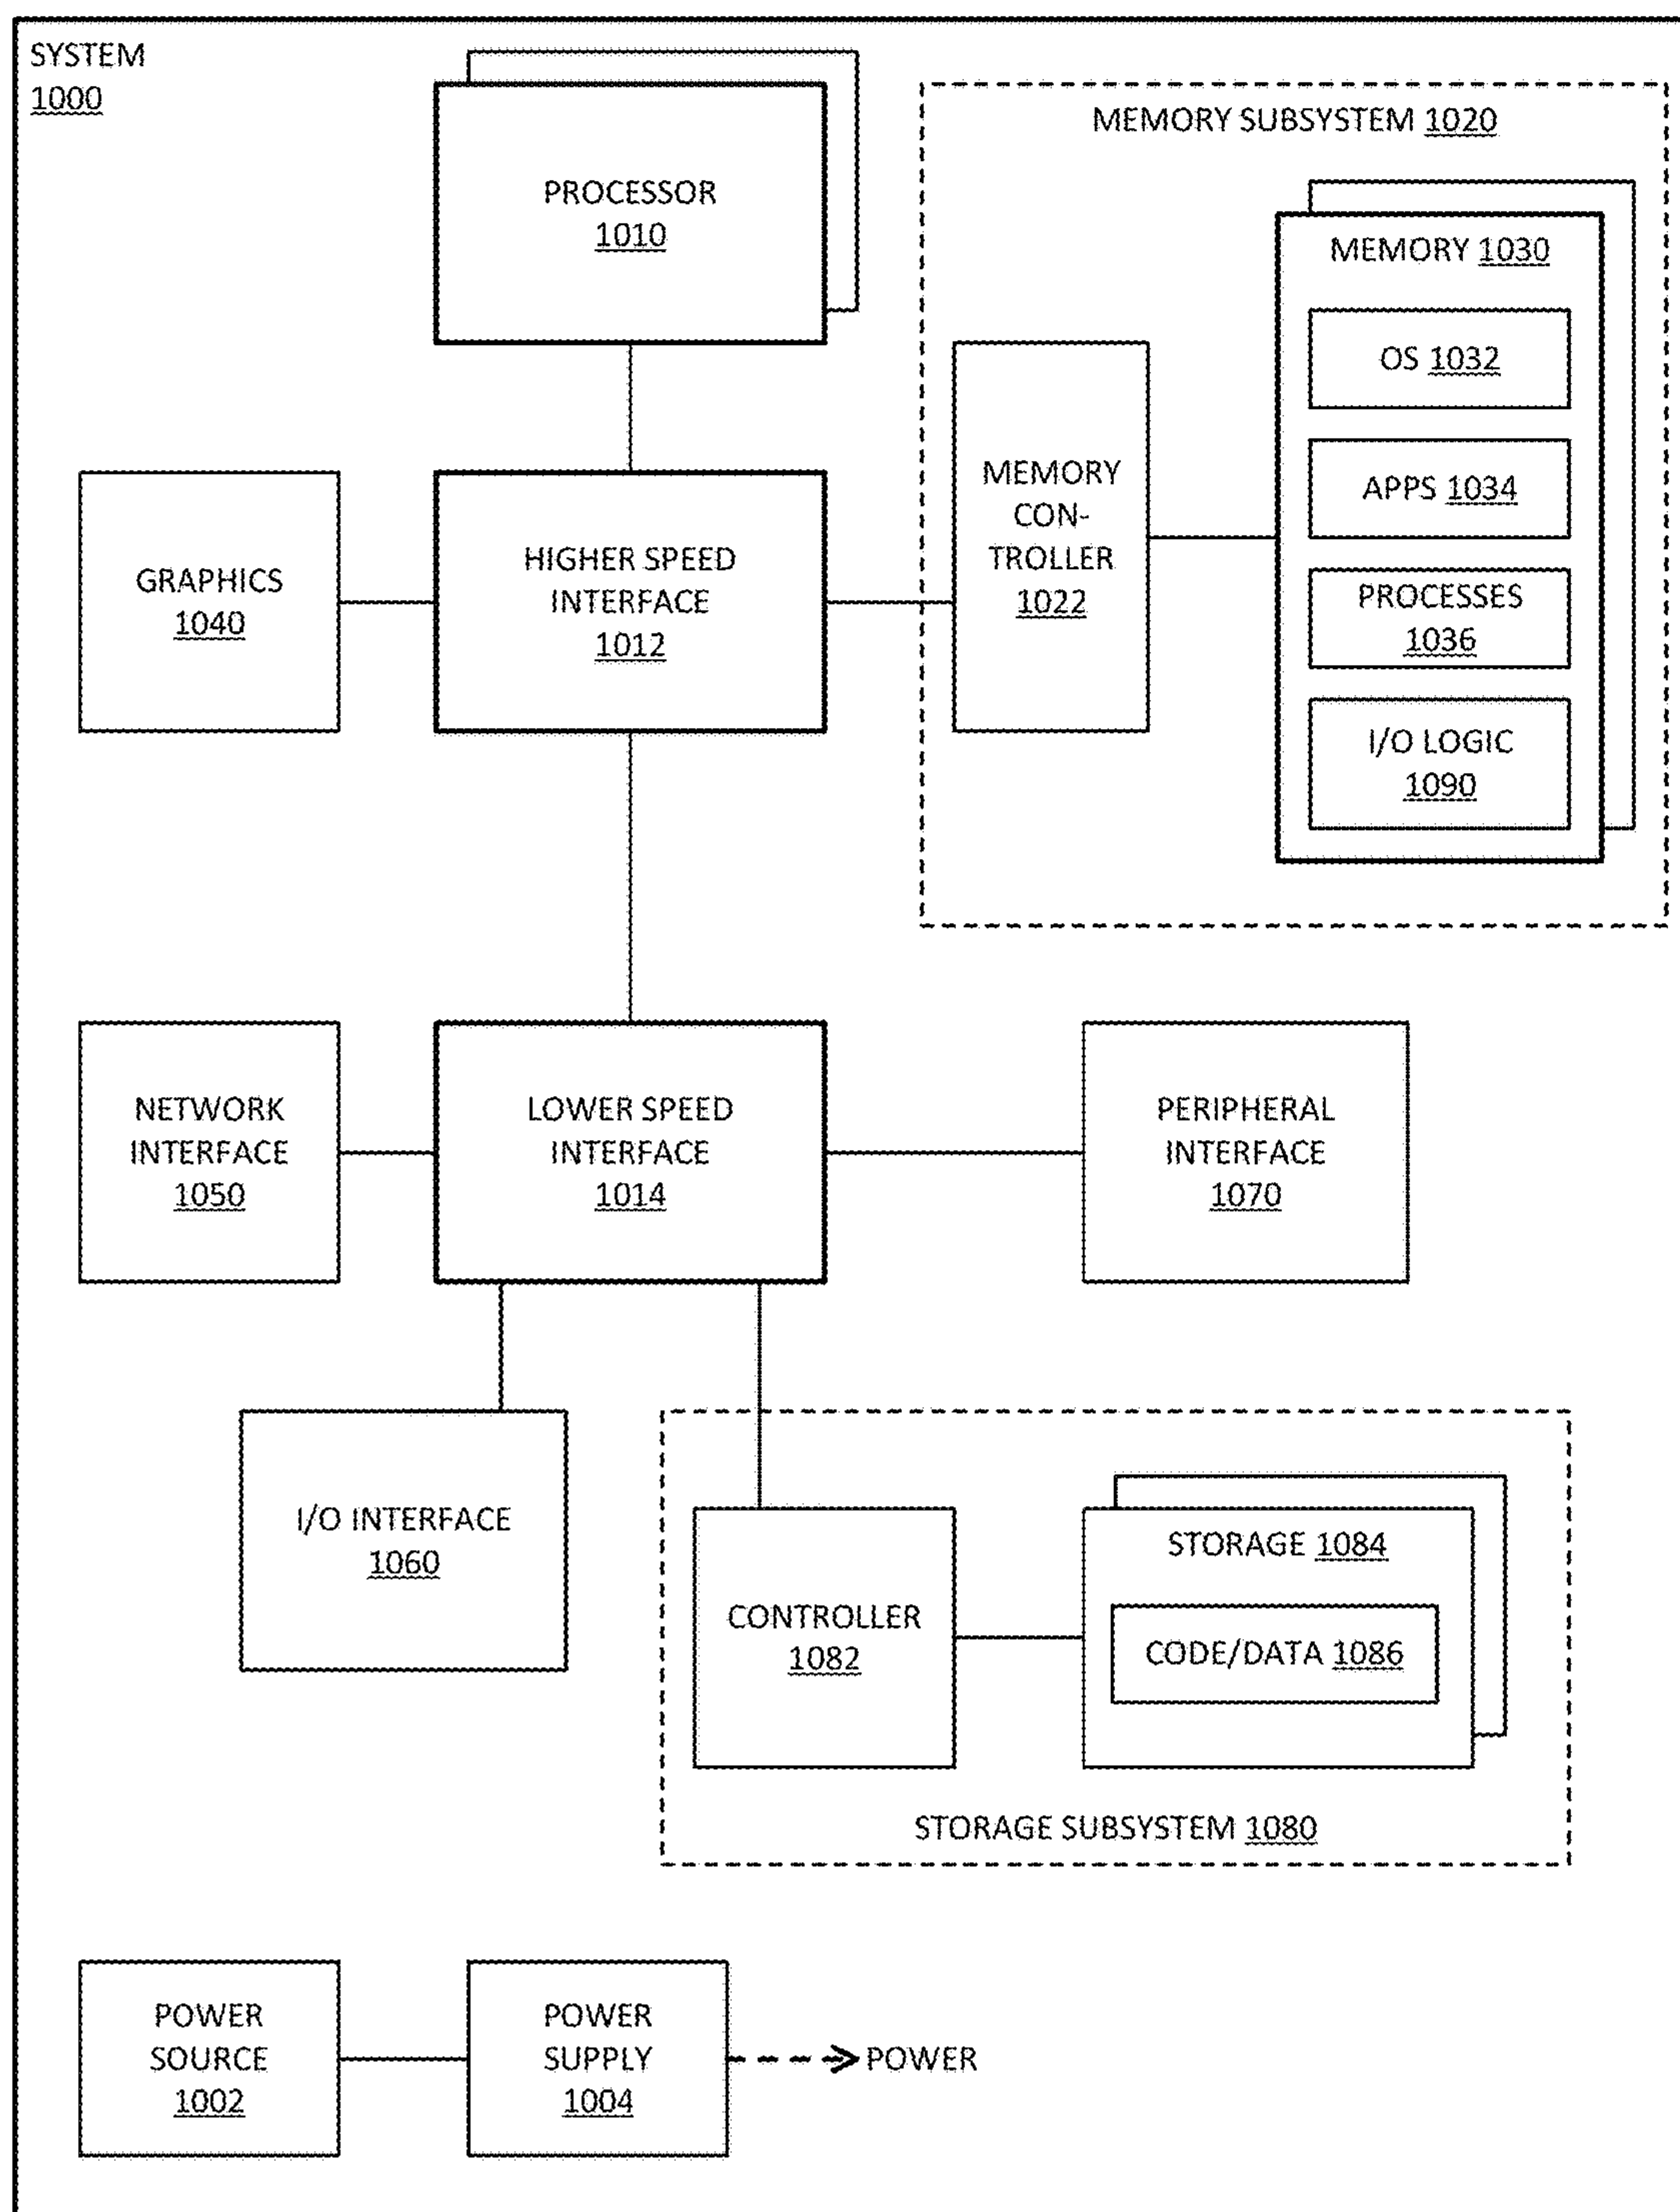 SYSTEM
1000
PROCESSOR
1010
MEMORY SUBSYSTEM 1020
MEMORY 1030
OS 1032
APPS 1034
PROCESSES
1036
I/O LOGIC
1090
MEMORY
CON-
TROLLER
1022
GRAPHICS
1040
HIGHER SPEED
INTERFACE
1012
NETWORK
INTERFACE
1050
LOWER SPEED
INTERFACE
1014
PERIPHERAL
INTERFACE
1070
I/O INTERFACE
1060
CONTROLLER
1082
STORAGE 1084
CODE/DATA 1086
STORAGE SUBSYSTEM 1080
POWER
SOURCE
1002
POWER
SUPPLY
1004
POWER